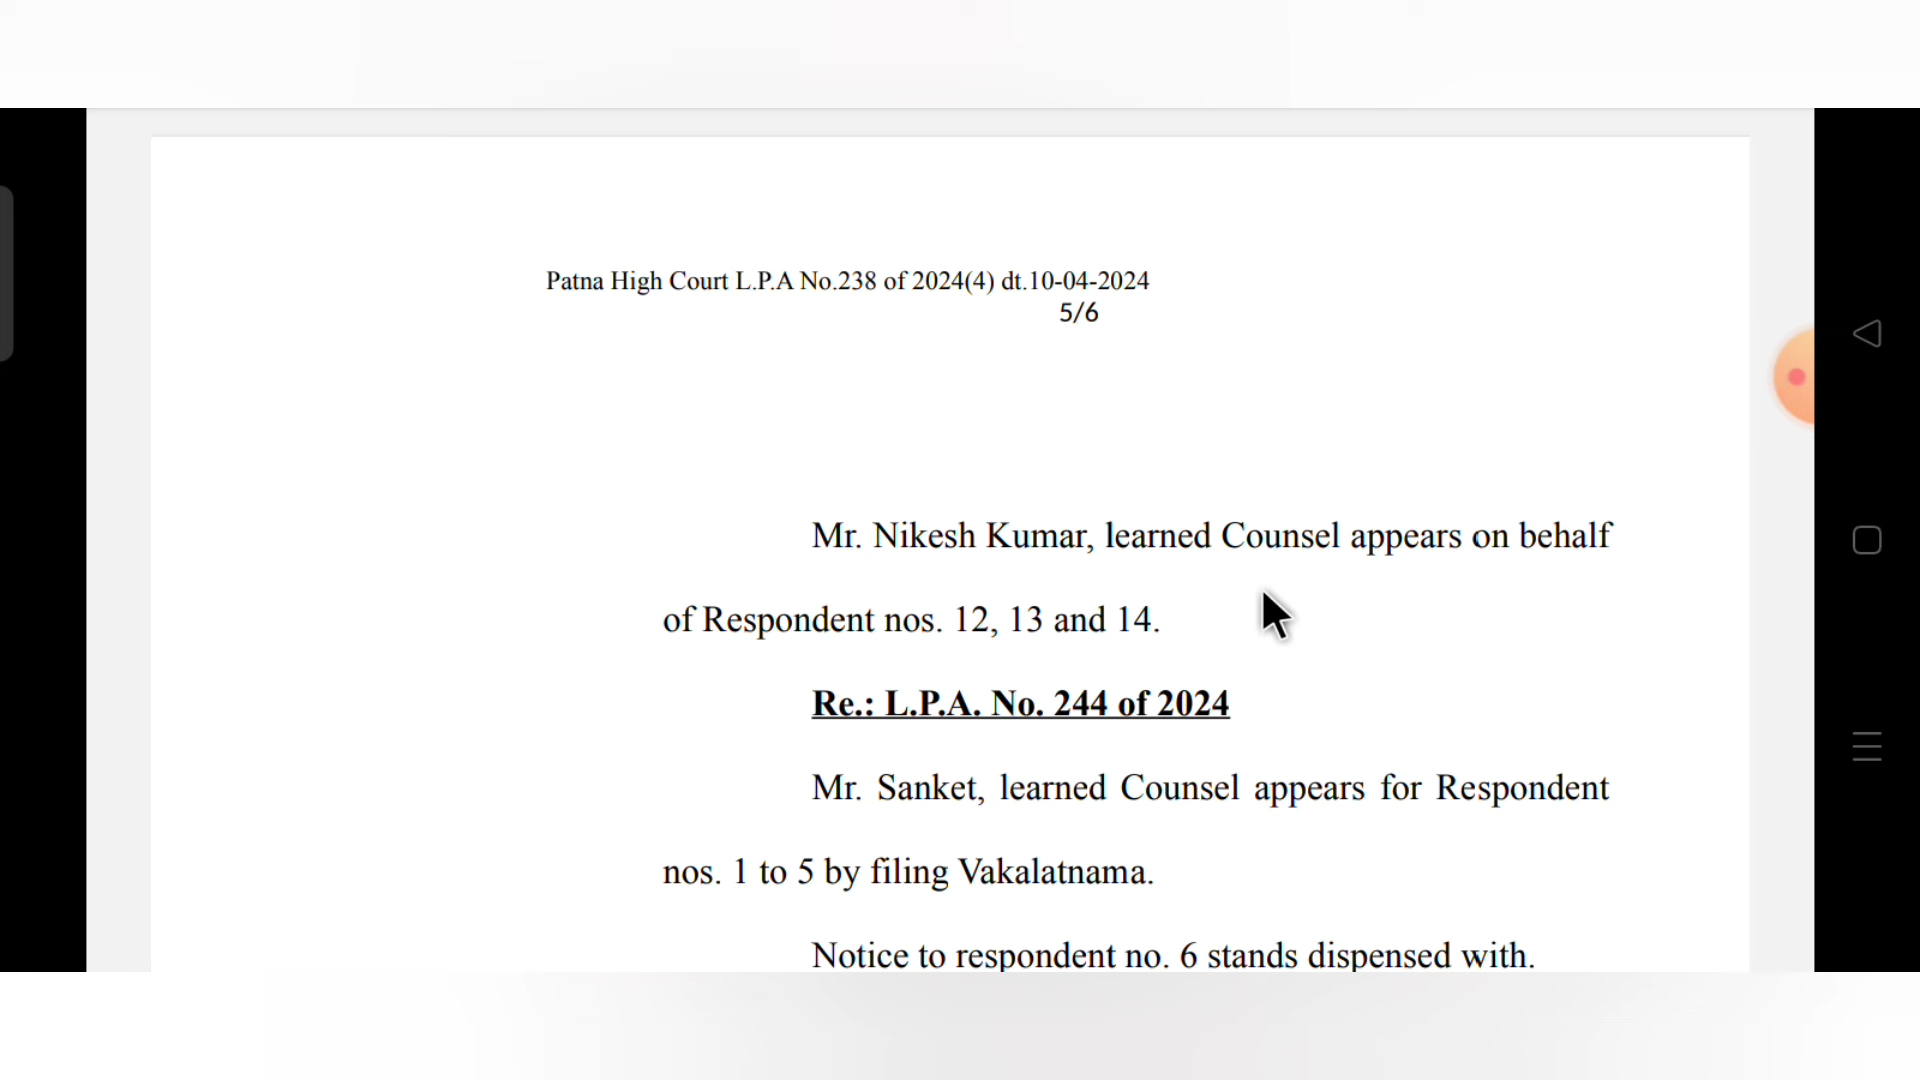 Patna High Court L.P.A No.238 of 2024(4) dt.10-04-2024
5/6
Mr. Nikesh Kumar, learned Counsel appears on behalf
of Respondent nos. 12, 13 and 14.
Re.: L.P.A. No. 244 of 2024
Mr. Sanket, learned Counsel appears for Respondent
nos. 1 to 5 by filing Vakalatnama.
Notice to respondent no. 6 stands dispensed with.